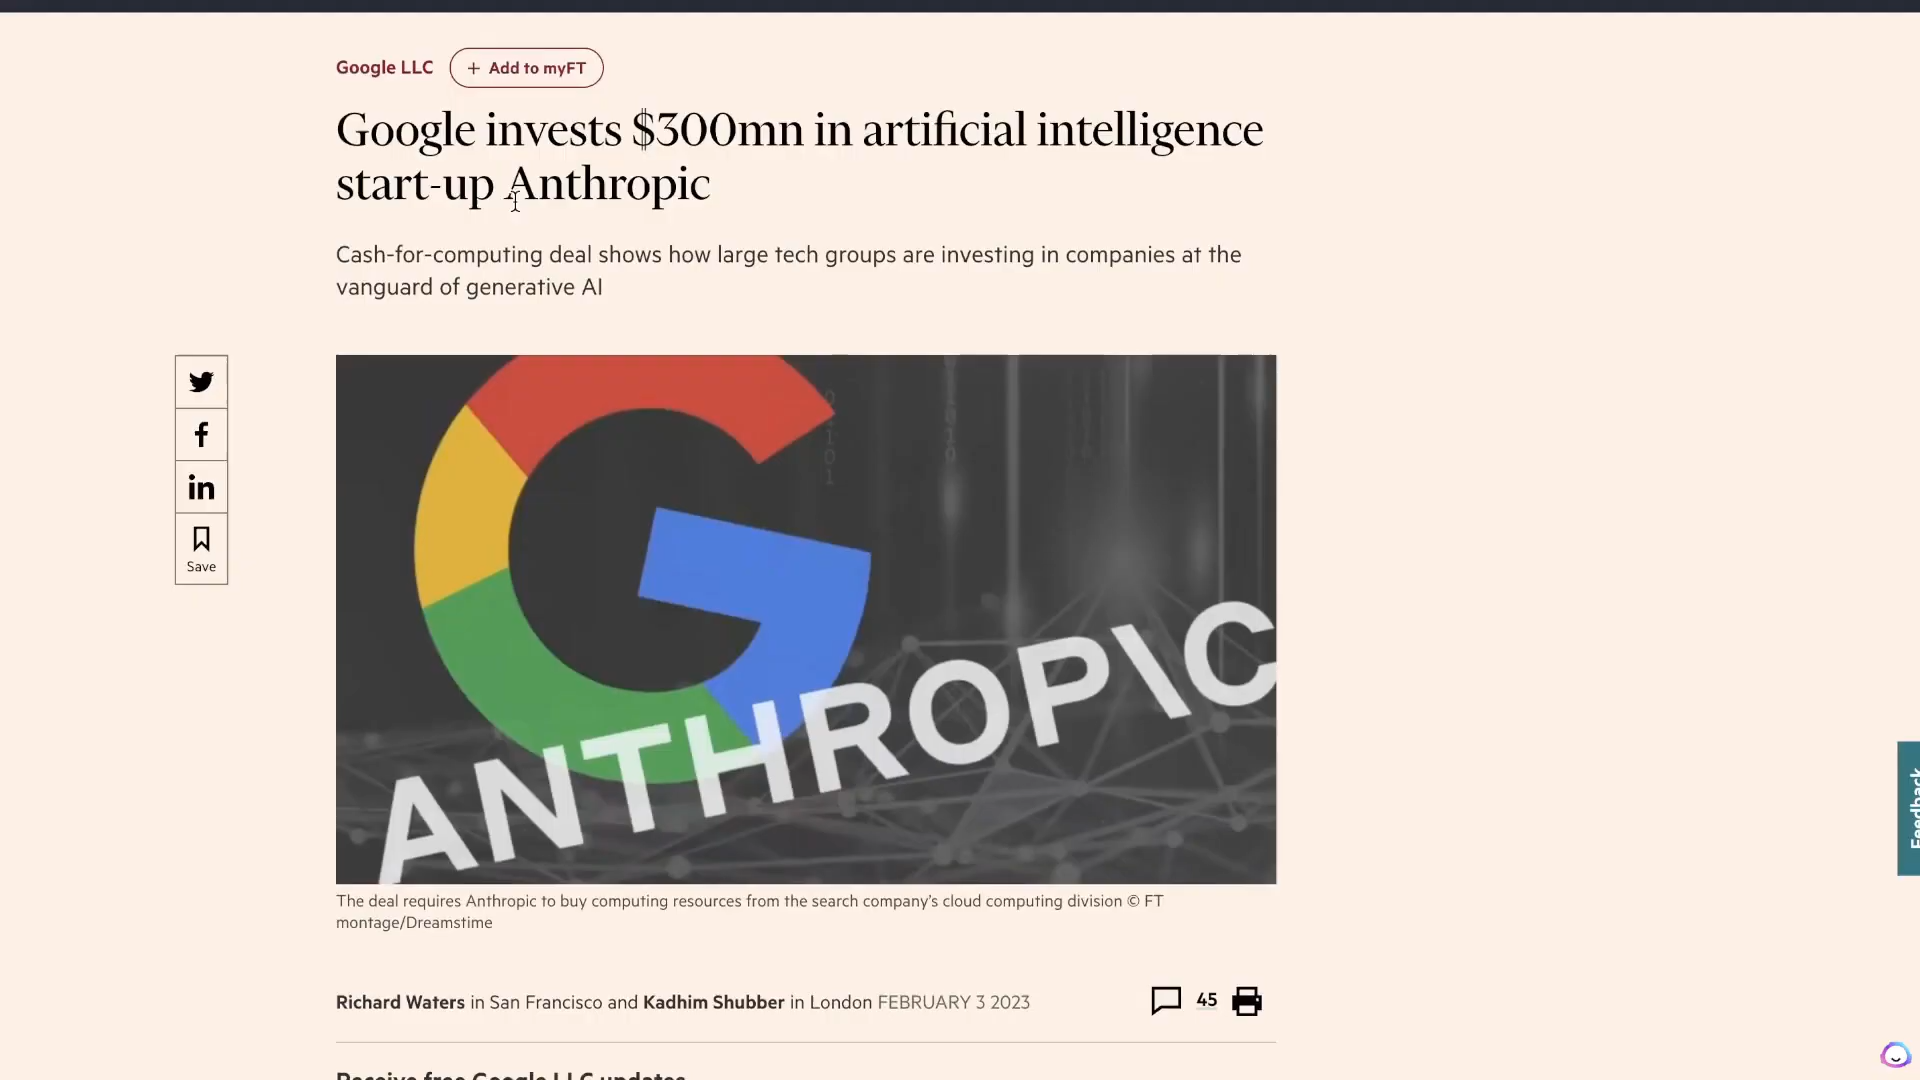 Google LLC
+ Add to myFT
Google invests $300mn in artificial intelligence
start-up Anthropic
Cash-for-computing deal shows how large tech groups are investing in companies at the
vanguard of generative AI
Save
ANTHROP\C
The deal requires Anthropic to buy computing resources from the search company's cloud computing division © FT
montage/Dreamstime
Richard Waters in San Francisco and Kadhim Shubber in London FEBRUARY 3 2023
45
Feedback
Receive free Google LLC updates